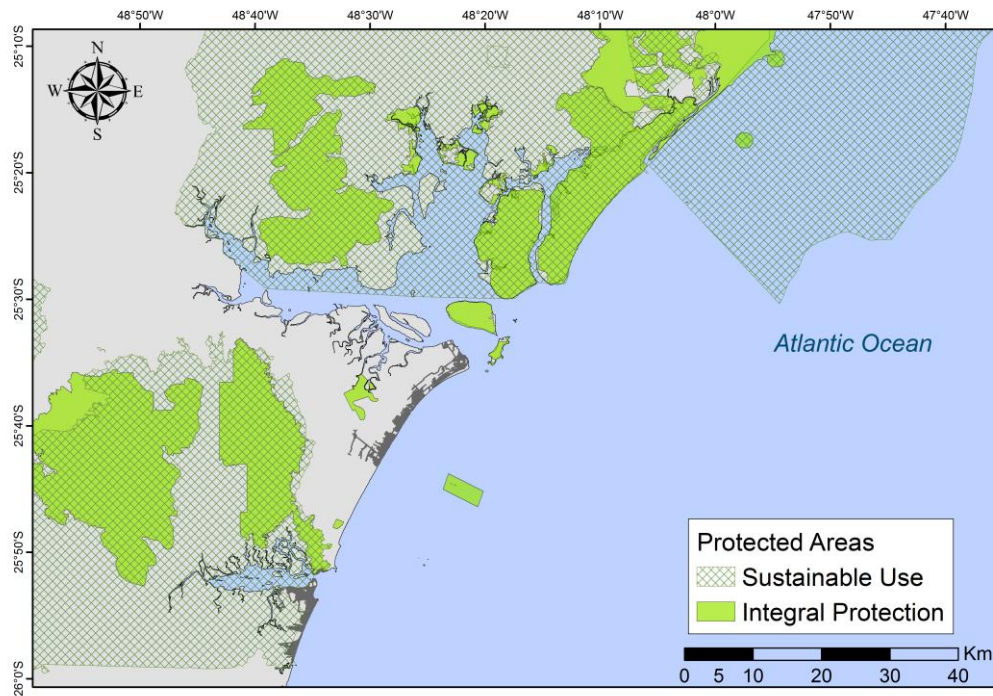 48°50'W 48°40'W 48°30'W 48°20'W 48°10'W 48°00'W 47°50'W 47°40'W
25°10'S
N
W E
S
25°20'S
25°30'S
Atlantic Ocean
25°40'S
25°50'S
Protected Areas
Sustainable Use
Integral Protection
Km
0 5 10 20 30 40
26°0'S